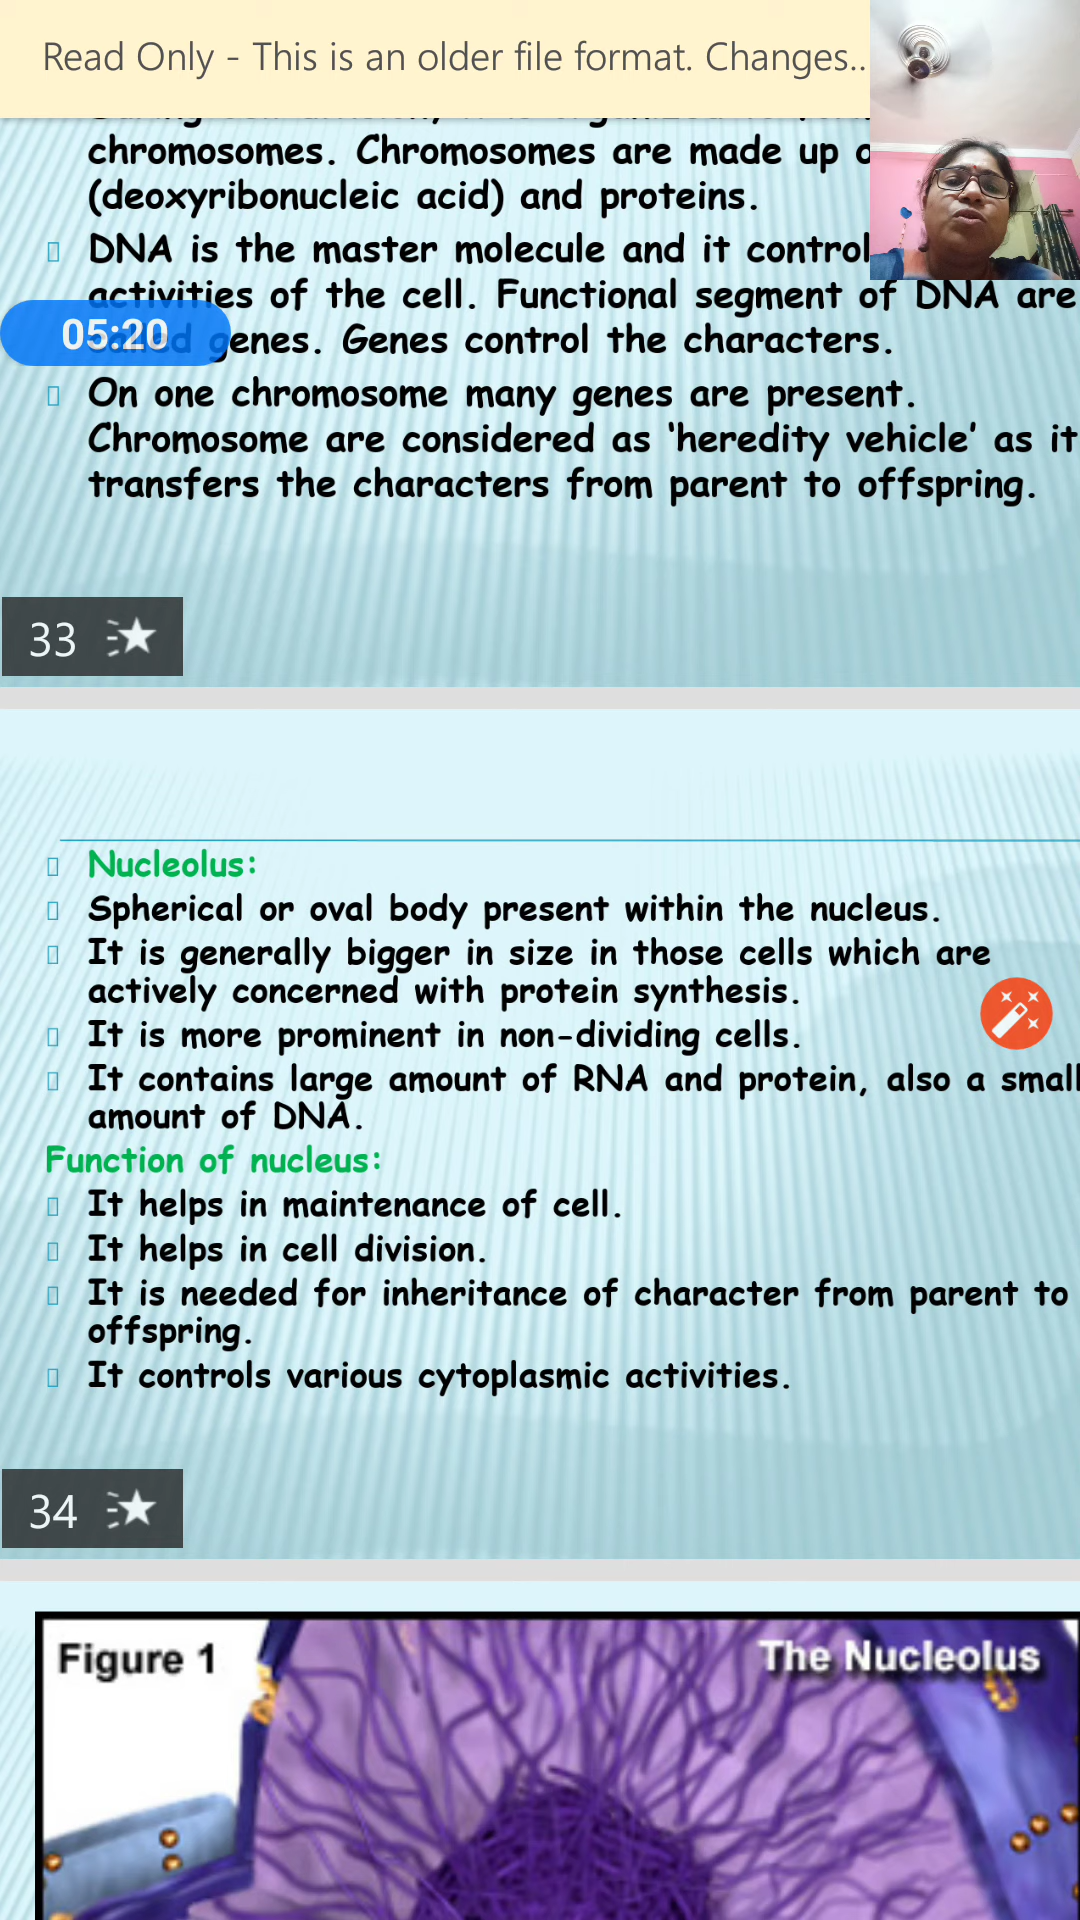 Read Only - This is an older file format. Changes...
chromosomes. Chromosomes are made up
(deoxyribonucleic acid) and proteins.
DNA is the master molecule and it control
activities of the cell. Functional segment of DNA are
called genes. Genes control the characters.
05:20
On one chromosome many genes are present.
Chromosome are considered as 'heredity vehicle' as it
transfers the characters from parent to offspring.
33
Nucleolus:
Spherical or oval body present within the nucleus.
It is generally bigger in size in those cells which are
actively concerned with protein synthesis.
It is more prominent in non-dividing cells.
It contains large amount of RNA and protein, also a small
amount of DNA.
Function of nucleus:
It helps in maintenance of cell.
It helps in cell division.
It is needed for inheritance of character from parent to
offspring.
It controls various cytoplasmic activities.
34
Figure 1
The Nucleolus